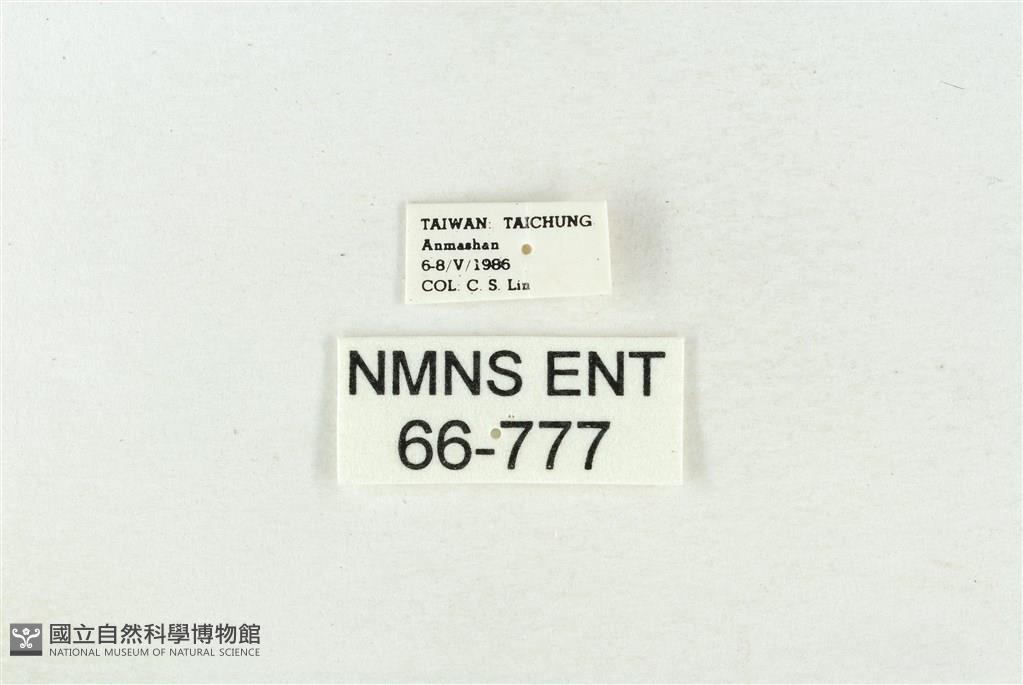 TAIWAN: TAICHUNG
Anmashan
6-8/V/1986
COL: C. S. Lin
NMNS ENT
66-777
國立自然科學博物館
NATIONAL MUSEUM OF NATURAL SCIENCE